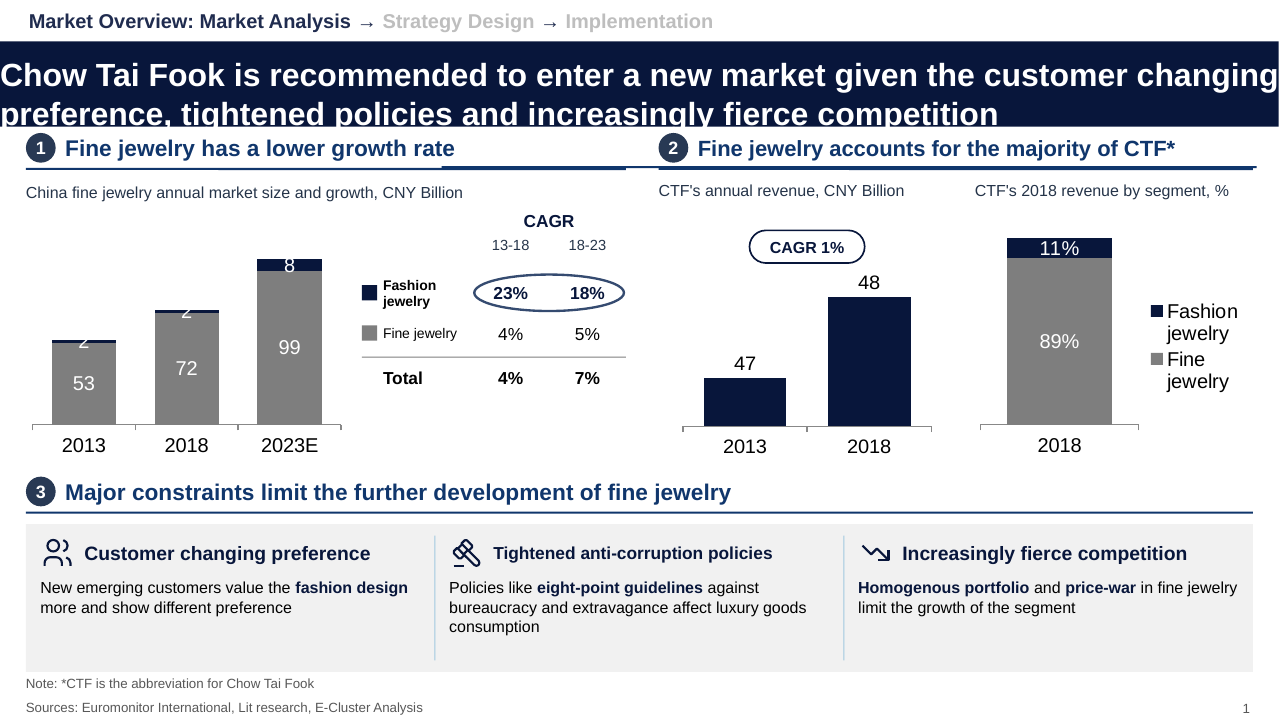 Market Overview: Market Analysis → Strategy Design → Implementation
Chow Tai Fook is recommended to enter a new market given the customer changing
preference, tightened policies and increasingly fierce competition
1 Fine jewelry has a lower growth rate
China fine jewelry annual market size and growth, CNY Billion
CAGR
13-18 18-23
Fashion
jewelry
23% 18%
Fine jewelry 4% 5%
Total 4% 7%
2 53
2 72
8 99
2013 2018 2023E
2 Fine jewelry accounts for the majority of CTF*
CTF's annual revenue, CNY Billion
CAGR 1%
47 48
2013 2018
CTF's 2018 revenue by segment, %
11%
89%
2018
Fashion
jewelry
Fine
jewelry
3 Major constraints limit the further development of fine jewelry
Customer changing preference
New emerging customers value the fashion design
more and show different preference
Tightened anti-corruption policies
Policies like eight-point guidelines against
bureaucracy and extravagance affect luxury goods
consumption
Increasingly fierce competition
Homogenous portfolio and price-war in fine jewelry
limit the growth of the segment
Note: *CTF is the abbreviation for Chow Tai Fook
Sources: Euromonitor International, Lit research, E-Cluster Analysis
1